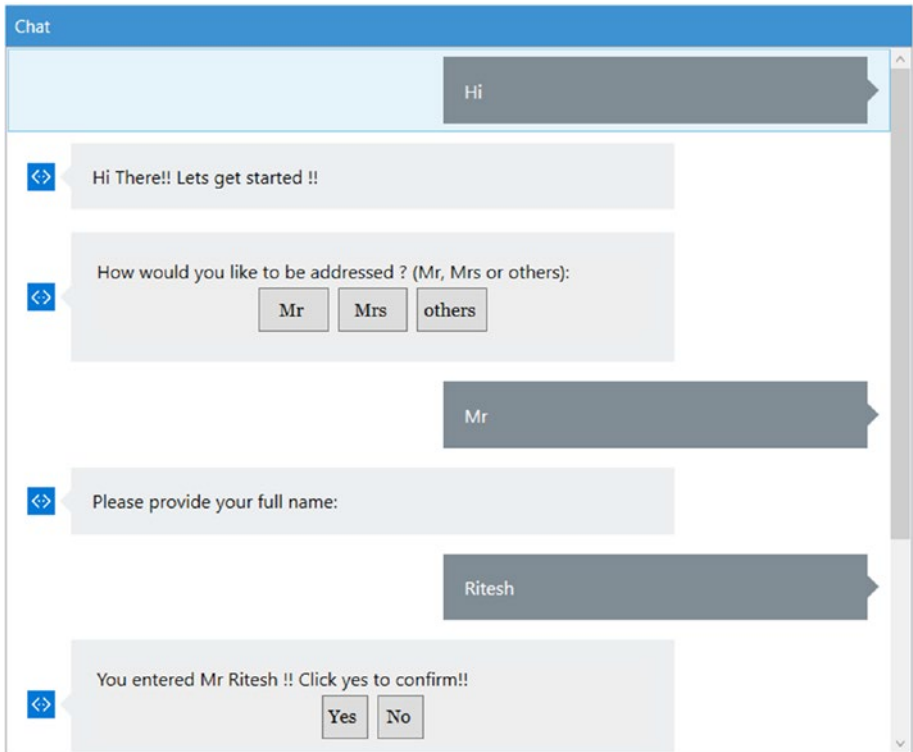 Chat
Hi
Hi There!! Lets get started !!
How would you like to be addressed ? (Mr, Mrs or others):
Mr Mrs others
Mr
Please provide your full name:
Ritesh
You entered Mr Ritesh !! Click yes to confirm!!
Yes No